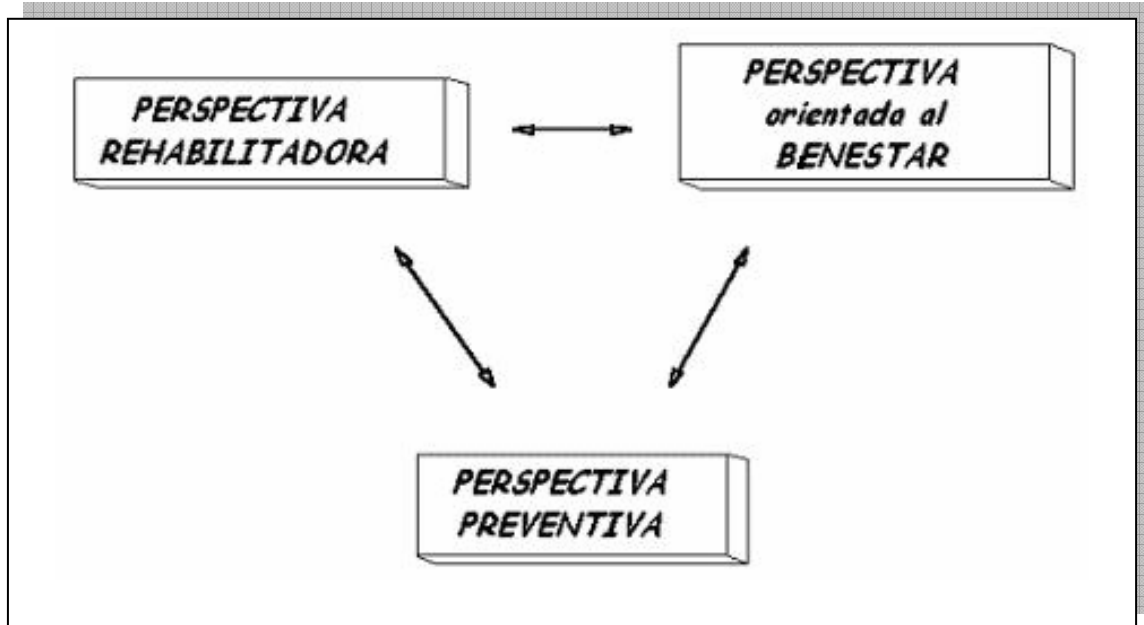 PERSPECTIVA
REHABILITADORA
PERSPECTIVA
orientada al
BENESTAR
PERSPECTIVA
PREVENTIVA